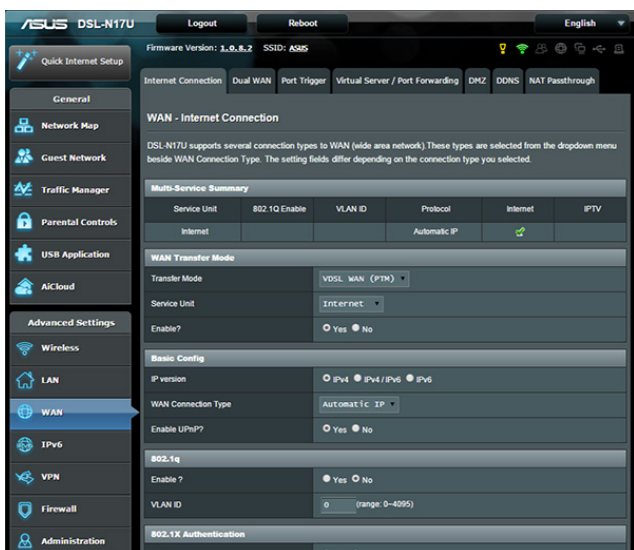 ASUS DSL-N17U Logout Reboot English
Quick Internet Setup
General
Network Map
Guest Network
Traffic Manager
Parental Controls
USB Application
AiCloud
Advanced Settings
Wireless
LAN
WAN
IPv6
VPN
Firewall
Administration
Firmware Version: 1.0.8.2 SSID: ASUS
Internet Connection Dual WAN Port Trigger Virtual Server / Port Forwarding DMZ DDNS NAT Passthrough
WAN - Internet Connection
DSL-N17U supports several connection types to WAN (wide area network).These types are selected from the dropdown menu
beside WAN Connection Type. The setting fields differ depending on the connection type you selected.
Multi-Service Summary
Service Unit 802.1Q Enable VLAN ID Protocol Internet IPTV
Internet Automatic IP
WAN Transfer Mode
Transfer Mode VDSL WAN (PTM)
Service Unit Internet
Enable? Yes No
Basic Config
IP version IPv4 IPv4/IPv6 IPv6
WAN Connection Type Automatic IP
Enable UPnP? Yes No
802.1q
Enable ? Yes No
VLAN ID 0 (range: 0~4095)
802.1X Authentication